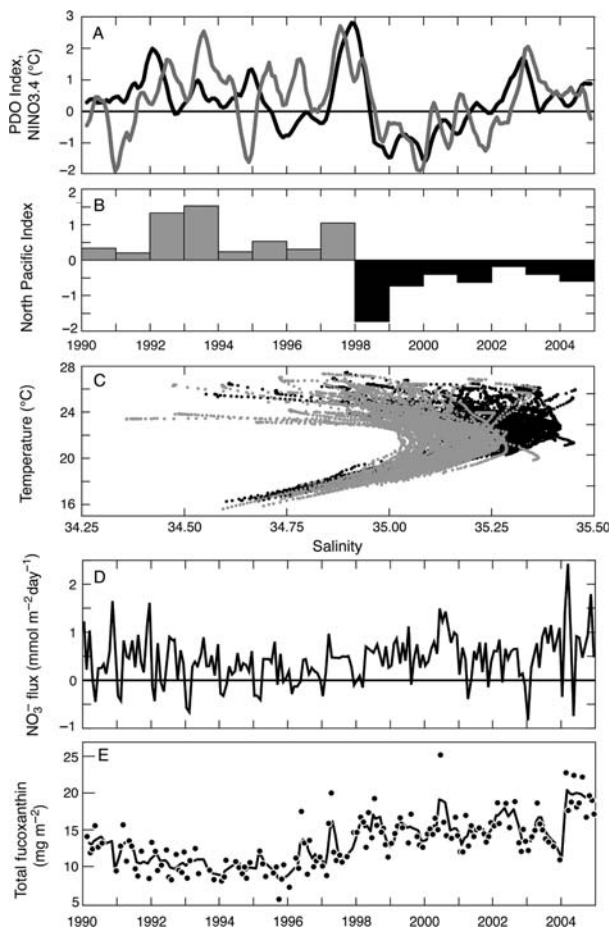 A
PDO Index,
NINO3.4 (°C)
3
2
1
0
−1
−2
B
North Pacific Index
2
1
0
−1
−2
1990 1992 1994 1996 1998 2000 2002 2004
C
Temperature (°C)
28
24
20
16
34.25 34.50 34.75 35.00 35.25 35.50
Salinity
D
NO₃⁻ flux (mmol m⁻² day⁻¹)
2
1
0
−1
E
Total fucoxanthin
(mg m⁻²)
25
20
15
10
5
1990 1992 1994 1996 1998 2000 2002 2004